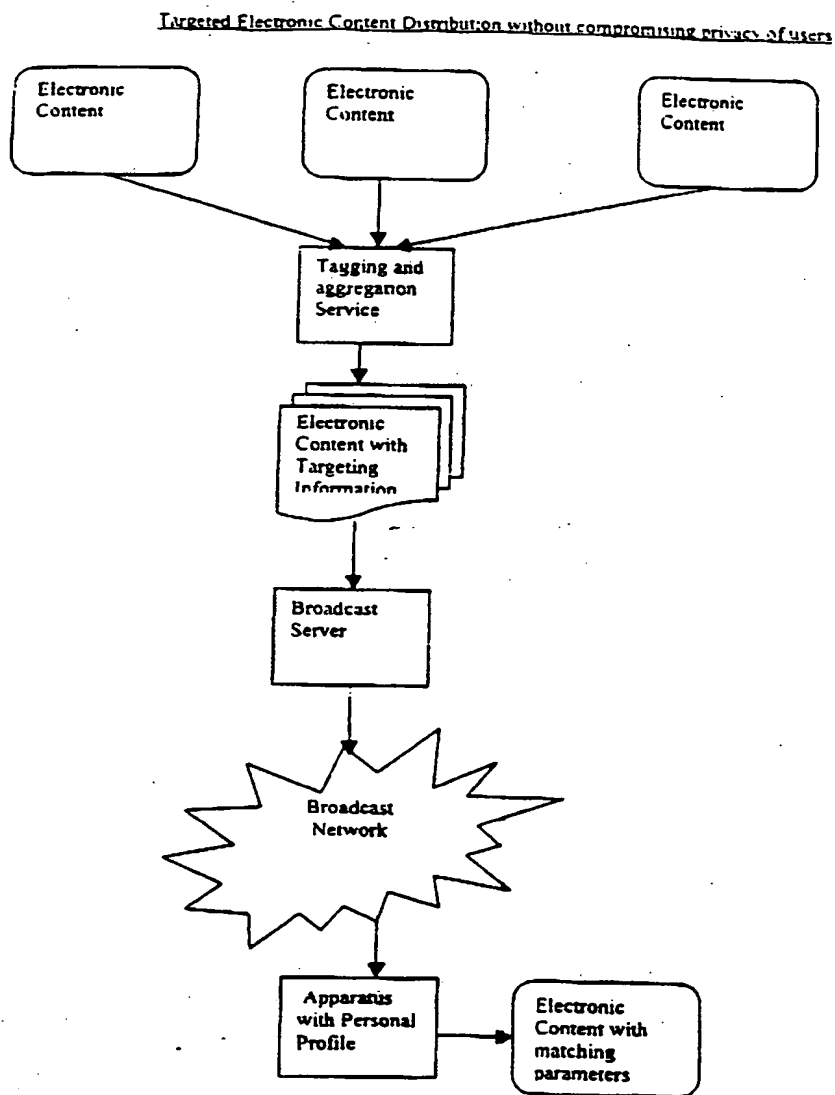 Targeted Electronic Content Distribution without compromising privacy of users
Electronic
Content
Electronic
Content
Electronic
Content
Tagging and
aggregation
Service
Electronic
Content with
Targeting
Information
Broadcast
Server
Broadcast
Network
Apparatus
with Personal
Profile
Electronic
Content with
matching
parameters